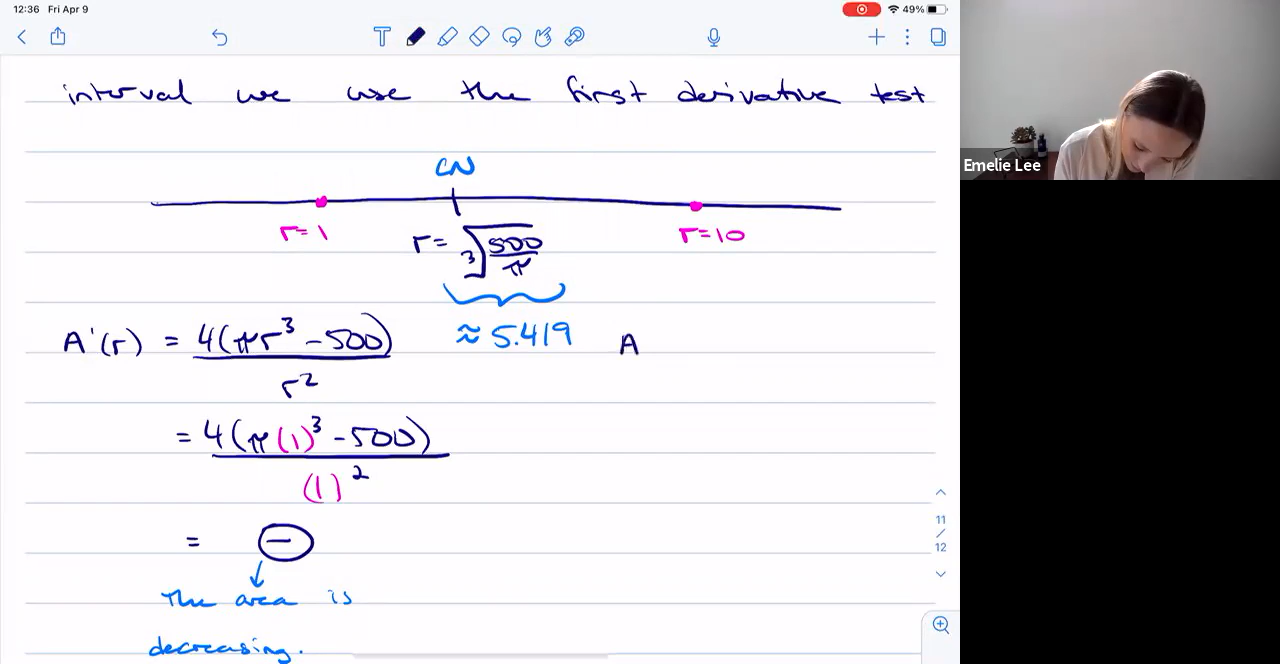 12:36 Fri Apr 9
49%
interval we use the first derivative test
CN
r=1
r= ∛(500/π)
r=10
≈ 5.419
A'(r) = 4(πr³ - 500) / r²
A
= 4(π(1)³ - 500) / (1)²
= -
The area is
decreasing.
11 / 12
Emelie Lee